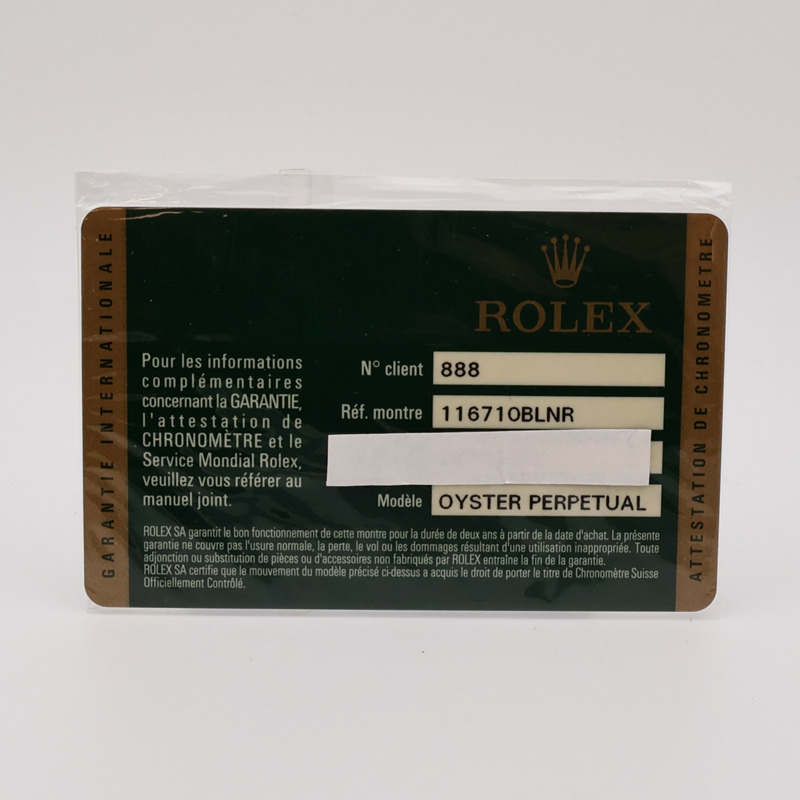 GARANTIE INTERNATIONALE
ROLEX
Pour les informations
complémentaires
concernant la GARANTIE,
l'attestation de
CHRONOMÈTRE et le
Service Mondial Rolex,
veuillez vous référer au
manuel joint.
N° client 888
Réf. montre 116710BLNR
Modèle OYSTER PERPETUAL
ROLEX SA garantit le bon fonctionnement de cette montre pour la durée de deux ans à partir de la date d'achat. La présente
garantie ne couvre pas l'usure normale, la perte, le vol ou les dommages résultant d'une utilisation inappropriée. Toute
adjonction ou substitution de pièces ou d'accessoires non fabriqués par ROLEX entraîne la fin de la garantie.
ROLEX SA certifie que le mouvement du modèle précisé ci-dessus a acquis le droit de porter le titre de Chronomètre Suisse
Officiellement Contrôlé.
ATTESTATION DE CHRONOMETRE